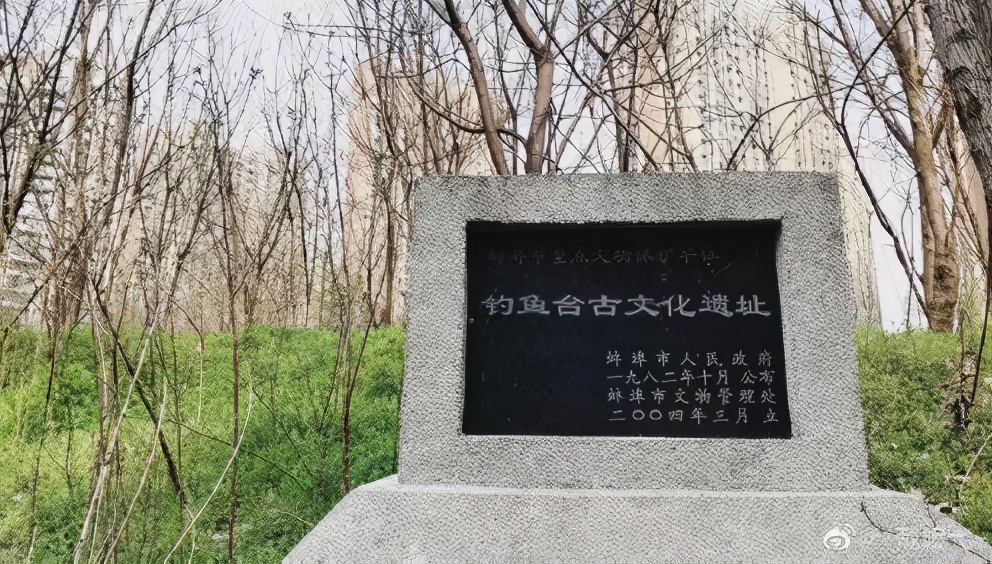 蚌埠市重点文物保护单位
钓鱼台古文化遗址
蚌埠市人民政府
一九八二年十月公布
蚌埠市文物管理处
二〇〇四年三月立